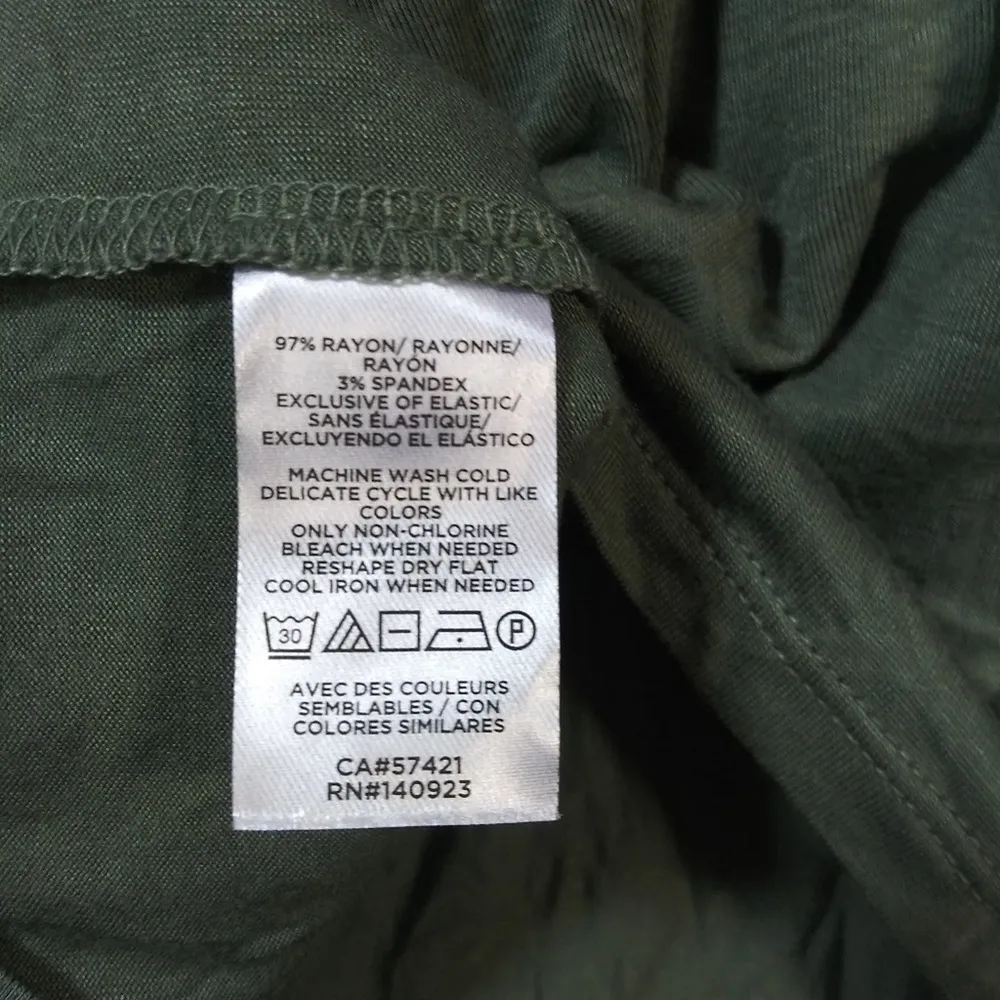 97% RAYON/ RAYONNE/
RAYÓN
3% SPANDEX
EXCLUSIVE OF ELASTIC/
SANS ÉLASTIQUE/
EXCLUYENDO EL ELÁSTICO
MACHINE WASH COLD
DELICATE CYCLE WITH LIKE
COLORS
ONLY NON-CHLORINE
BLEACH WHEN NEEDED
RESHAPE DRY FLAT
COOL IRON WHEN NEEDED
30 P
AVEC DES COULEURS
SEMBLABLES / CON
COLORES SIMILARES
CA#57421
RN#140923